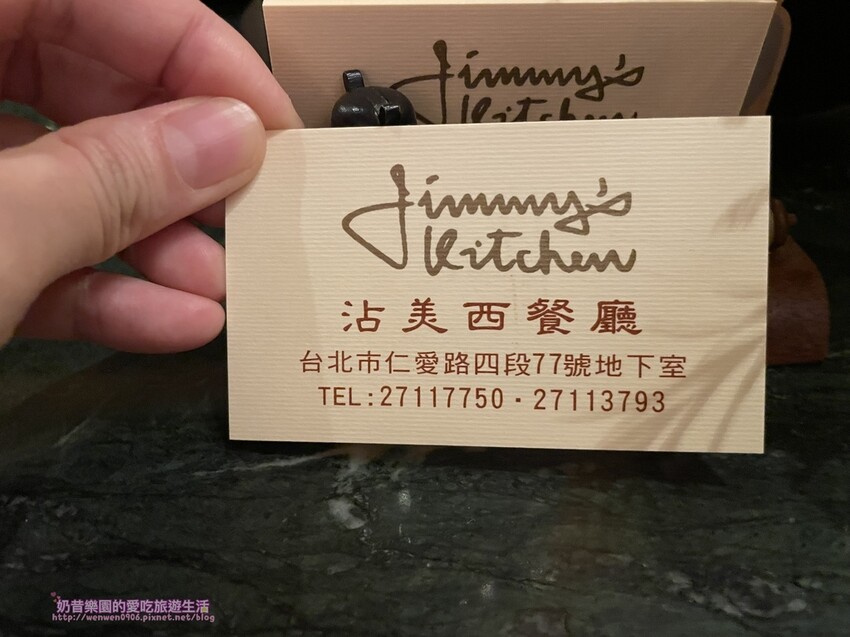 Jimmy's
Kitchen
Jimmy's
Kitchen
沾美西餐廳
台北市仁愛路四段77號地下室
TEL:27117750·27113793
奶昔樂園的愛吃旅遊生活
http://wenwen0906.pixnet.net/blog